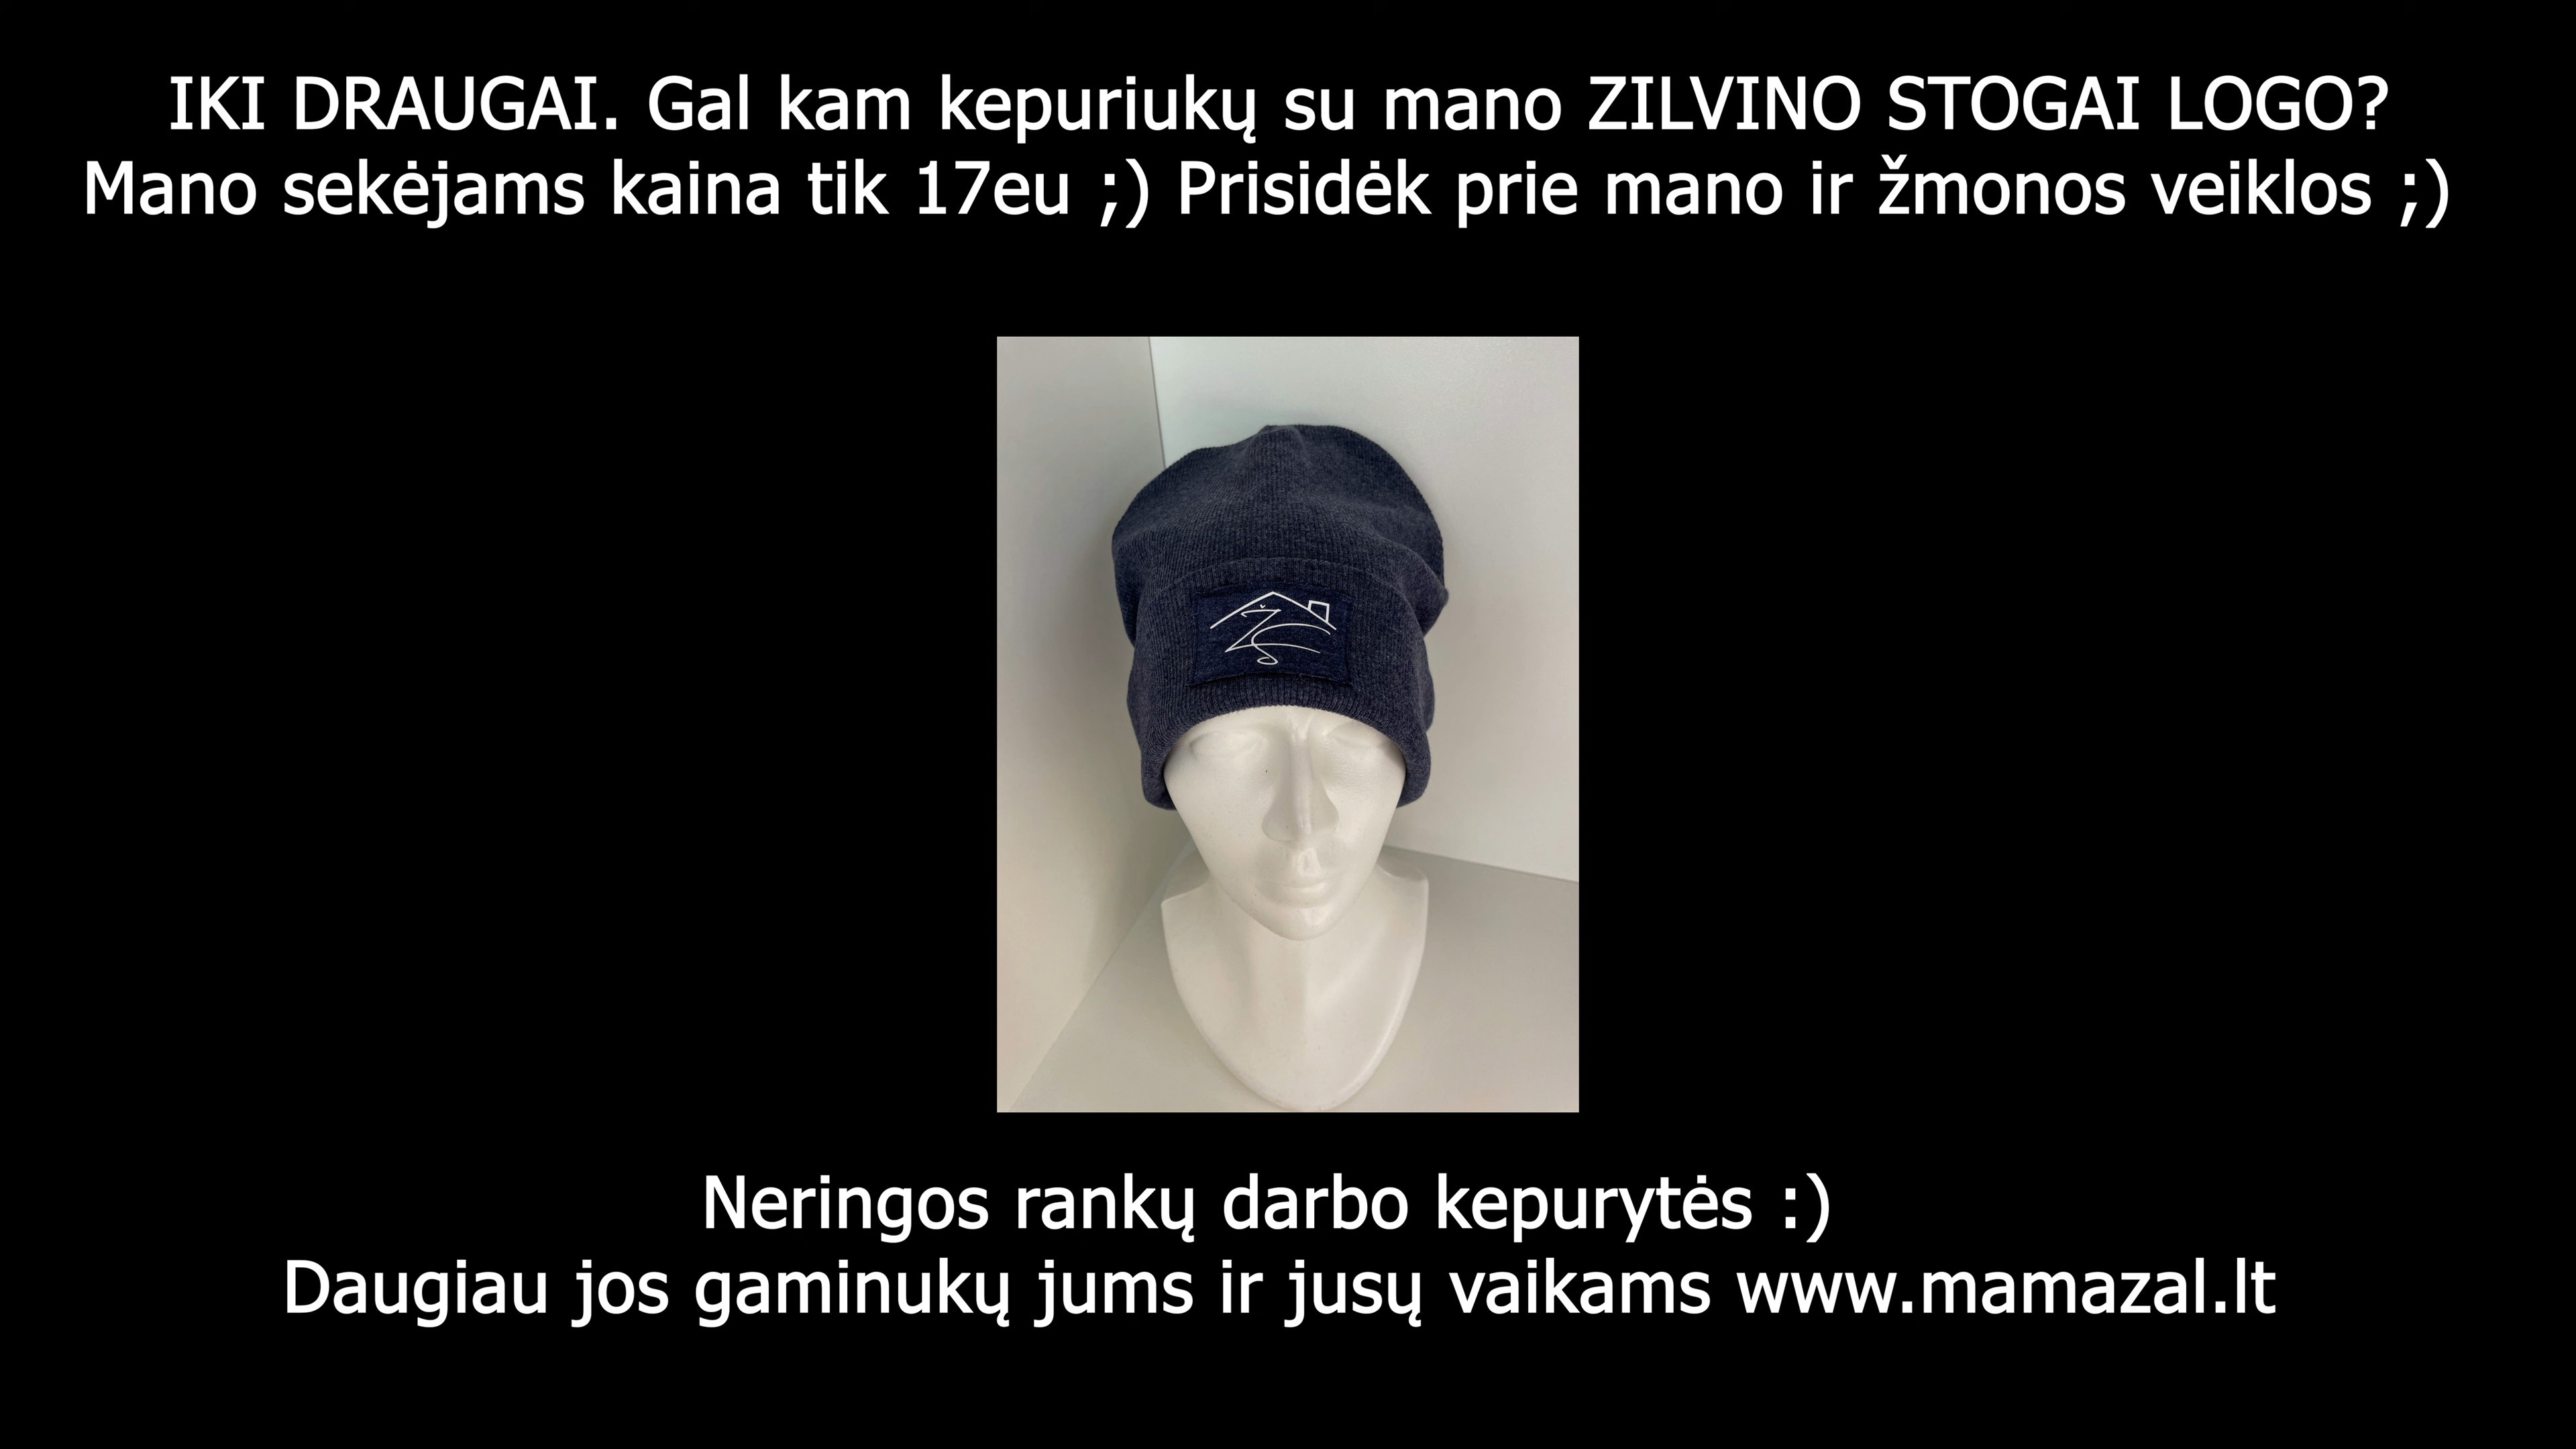 IKI DRAUGAI. Gal kam kepuriukų su mano ZILVINO STOGAI LOGO?
Mano sekėjams kaina tik 17eu ;) Prisidėk prie mano ir žmonos veiklos ;)
ŽS
Neringos rankų darbo kepurytės :)
Daugiau jos gaminukų jums ir jusų vaikams www.mamazal.lt